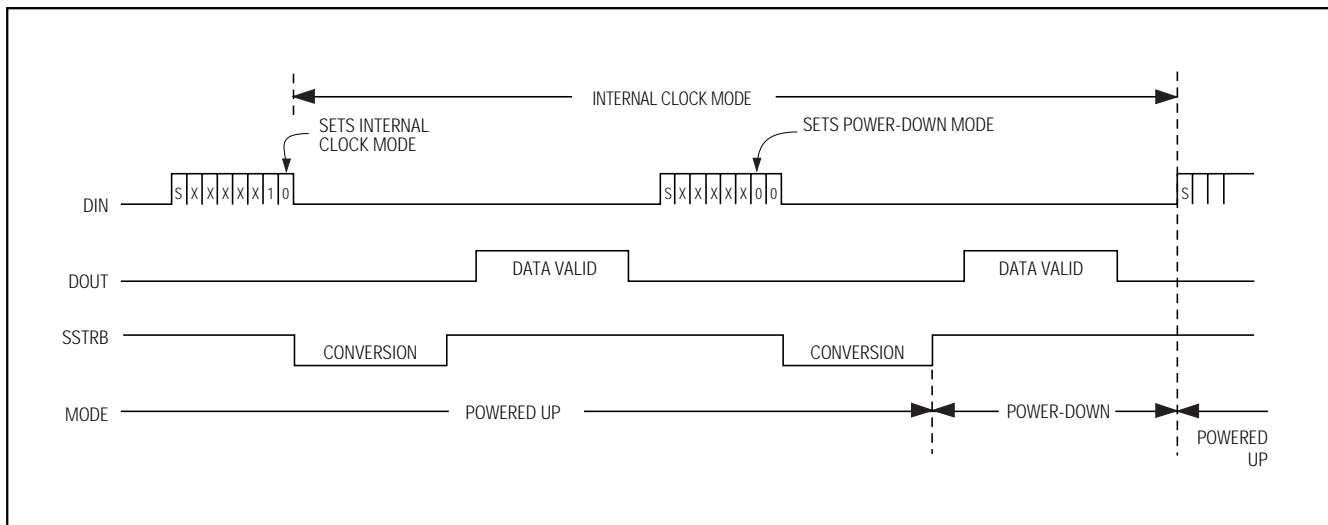 INTERNAL CLOCK MODE
SETS INTERNAL
CLOCK MODE
SETS POWER-DOWN MODE
DIN
S X X X X X 1 0
S X X X X X 0 0
S
DOUT
DATA VALID
DATA VALID
SSTRB
CONVERSION
CONVERSION
MODE
POWERED UP
POWER-DOWN
POWERED
UP